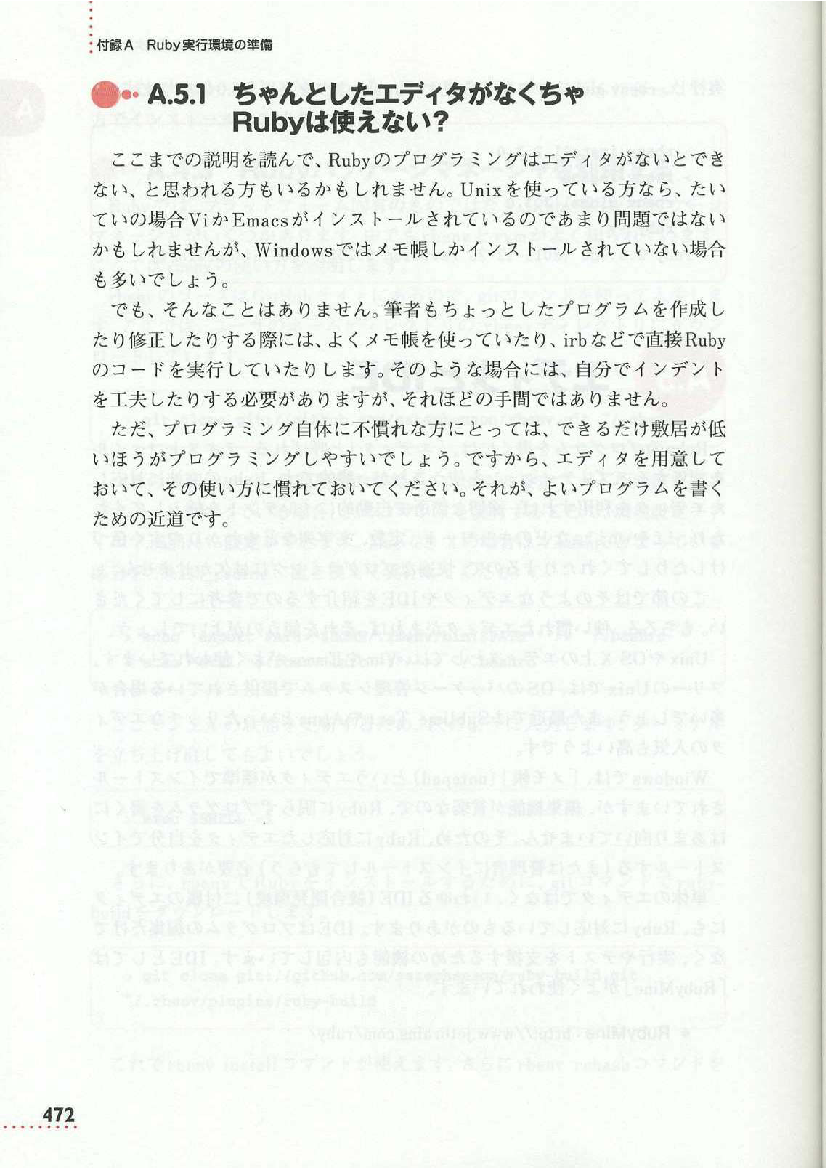 付録A Ruby実行環境の準備
A.5.1 ちゃんとしたエディタがなくちゃ
Rubyは使えない?
ここまでの説明を読んで、Rubyのプログラミングはエディタがないとでき
ない、と思われる方もいるかもしれません。Unixを使っている方なら、たい
ていの場合ViかEmacsがインストールされているのであまり問題ではない
かもしれませんが、Windowsではメモ帳しかインストールされていない場合
も多いでしょう。
でも、そんなことはありません。筆者もちょっとしたプログラムを作成し
たり修正したりする際には、よくメモ帳を使っていたり、irbなどで直接Ruby
のコードを実行していたりします。そのような場合には、自分でインデント
を工夫したりする必要がありますが、それほどの手間ではありません。
ただ、プログラミング自体に不慣れな方にとっては、できるだけ敷居が低
いほうがプログラミングしやすいでしょう。ですから、エディタを用意して
おいて、その使い方に慣れておいてください。それが、よいプログラムを書く
ための近道です。
472